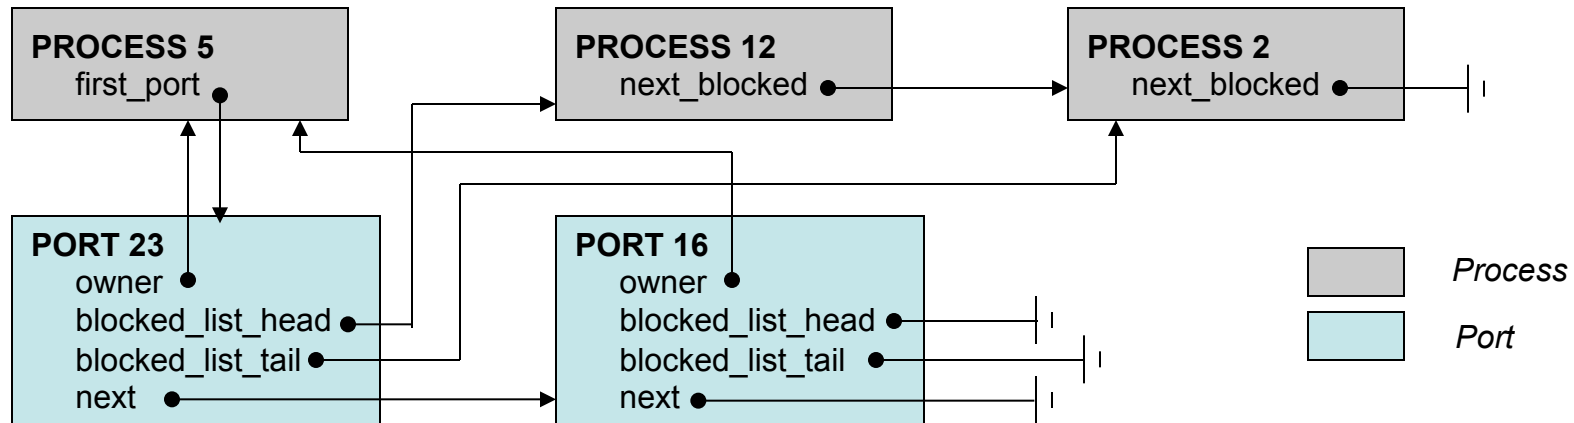 PROCESS 5
first_port
PROCESS 12
next_blocked
PROCESS 2
next_blocked
PORT 23
owner
blocked_list_head
blocked_list_tail
next
PORT 16
owner
blocked_list_head
blocked_list_tail
next
Process
Port